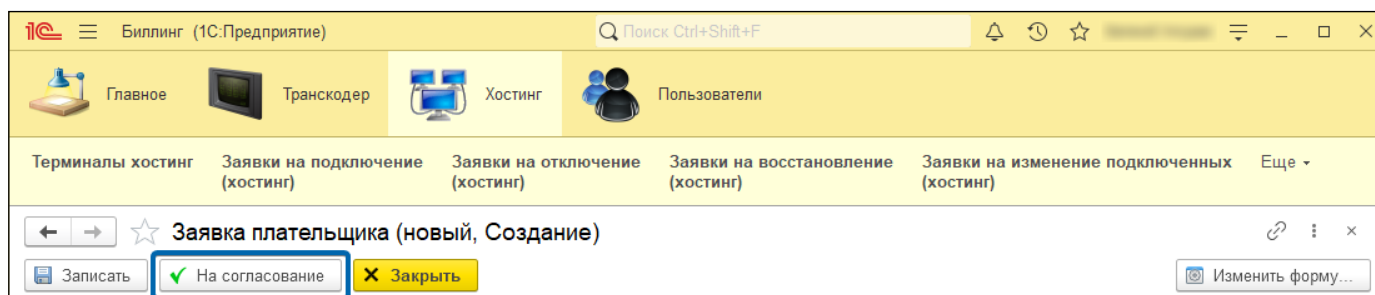 1С Биллинг (1С:Предприятие) Поиск Ctrl+Shift+F
Главное Транскодер Хостинг Пользователи
Терминалы хостинг Заявки на подключение Заявки на отключение Заявки на восстановление Заявки на изменение подключенных Еще
(хостинг) (хостинг) (хостинг) (хостинг)
Заявка плательщика (новый, Создание)
Записать На согласование Закрыть Изменить форму...